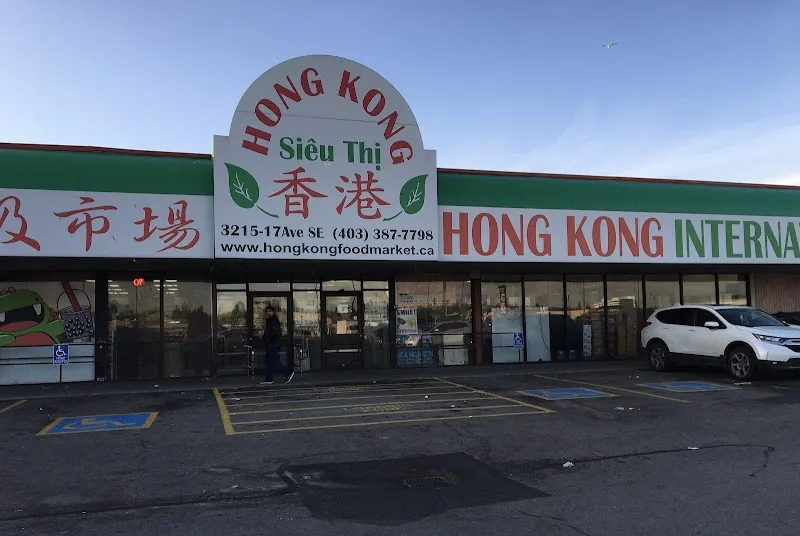 HONG KONG
Siêu Thị
香港
3215-17Ave SE (403) 387-7798
www.hongkongfoodmarket.ca
市場
HONG KONG INTERNA
SMILE!